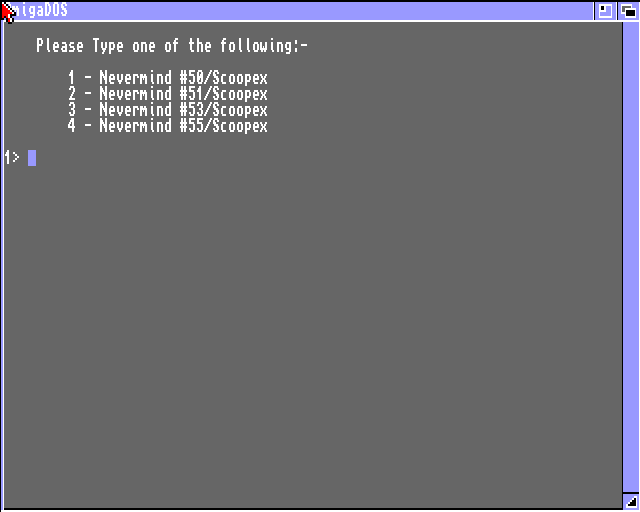 AmigaDOS
Please Type one of the following:-
1 - Nevermind #50/Scoopex
2 - Nevermind #51/Scoopex
3 - Nevermind #53/Scoopex
4 - Nevermind #55/Scoopex
1>